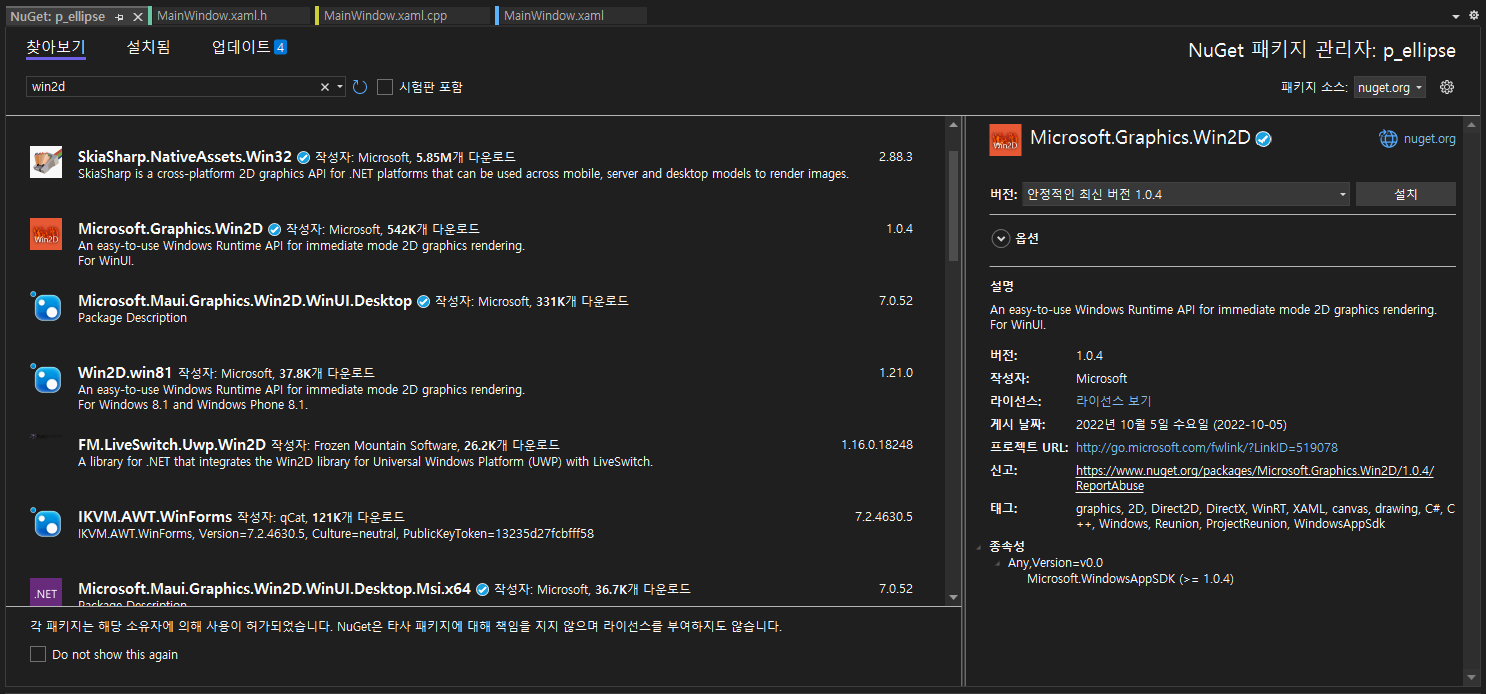 NuGet: p_ellipse
MainWindow.xaml.h
MainWindow.xaml.cpp
MainWindow.xaml
찾아보기
설치됨
업데이트 4
NuGet 패키지 관리자: p_ellipse
win2d
시험판 포함
패키지 소스: nuget.org
SkiaSharp.NativeAssets.Win32 작성자: Microsoft, 5.85M개 다운로드
2.88.3
SkiaSharp is a cross-platform 2D graphics API for .NET platforms that can be used across mobile, server and desktop models to render images.
Win2D
Microsoft.Graphics.Win2D 작성자: Microsoft, 542K개 다운로드
1.0.4
An easy-to-use Windows Runtime API for immediate mode 2D graphics rendering.
For WinUI.
Microsoft.Maui.Graphics.Win2D.WinUI.Desktop 작성자: Microsoft, 331K개 다운로드
7.0.52
Package Description
Win2D.win81 작성자: Microsoft, 37.8K개 다운로드
1.21.0
An easy-to-use Windows Runtime API for immediate mode 2D graphics rendering.
For Windows 8.1 and Windows Phone 8.1.
FM.LiveSwitch.Uwp.Win2D 작성자: Frozen Mountain Software, 26.2K개 다운로드
1.16.0.18248
A library for .NET that integrates the Win2D library for Universal Windows Platform (UWP) with LiveSwitch.
IKVM.AWT.WinForms 작성자: qCat, 121K개 다운로드
7.2.4630.5
IKVM.AWT.WinForms, Version=7.2.4630.5, Culture=neutral, PublicKeyToken=13235d27fcbfff58
.NET
Microsoft.Maui.Graphics.Win2D.WinUI.Desktop.Msi.x64 작성자: Microsoft, 36.7K개 다운로드
7.0.52
Package Description
각 패키지는 해당 소유자에 의해 사용이 허가되었습니다. NuGet은 타사 패키지에 대해 책임을 지지 않으며 라이선스를 부여하지도 않습니다.
Do not show this again
Win2D
Microsoft.Graphics.Win2D
nuget.org
버전: 안정적인 최신 버전 1.0.4
설치
옵션
설명
An easy-to-use Windows Runtime API for immediate mode 2D graphics rendering.
For WinUI.
버전: 1.0.4
작성자: Microsoft
라이선스: 라이선스 보기
게시 날짜: 2022년 10월 5일 수요일 (2022-10-05)
프로젝트 URL: http://go.microsoft.com/fwlink/?LinkID=519078
신고: https://www.nuget.org/packages/Microsoft.Graphics.Win2D/1.0.4/
ReportAbuse
태그: graphics, 2D, Direct2D, DirectX, WinRT, XAML, canvas, drawing, C#, C
++, Windows, Reunion, ProjectReunion, WindowsAppSdk
종속성
Any,Version=v0.0
Microsoft.WindowsAppSDK (>= 1.0.4)